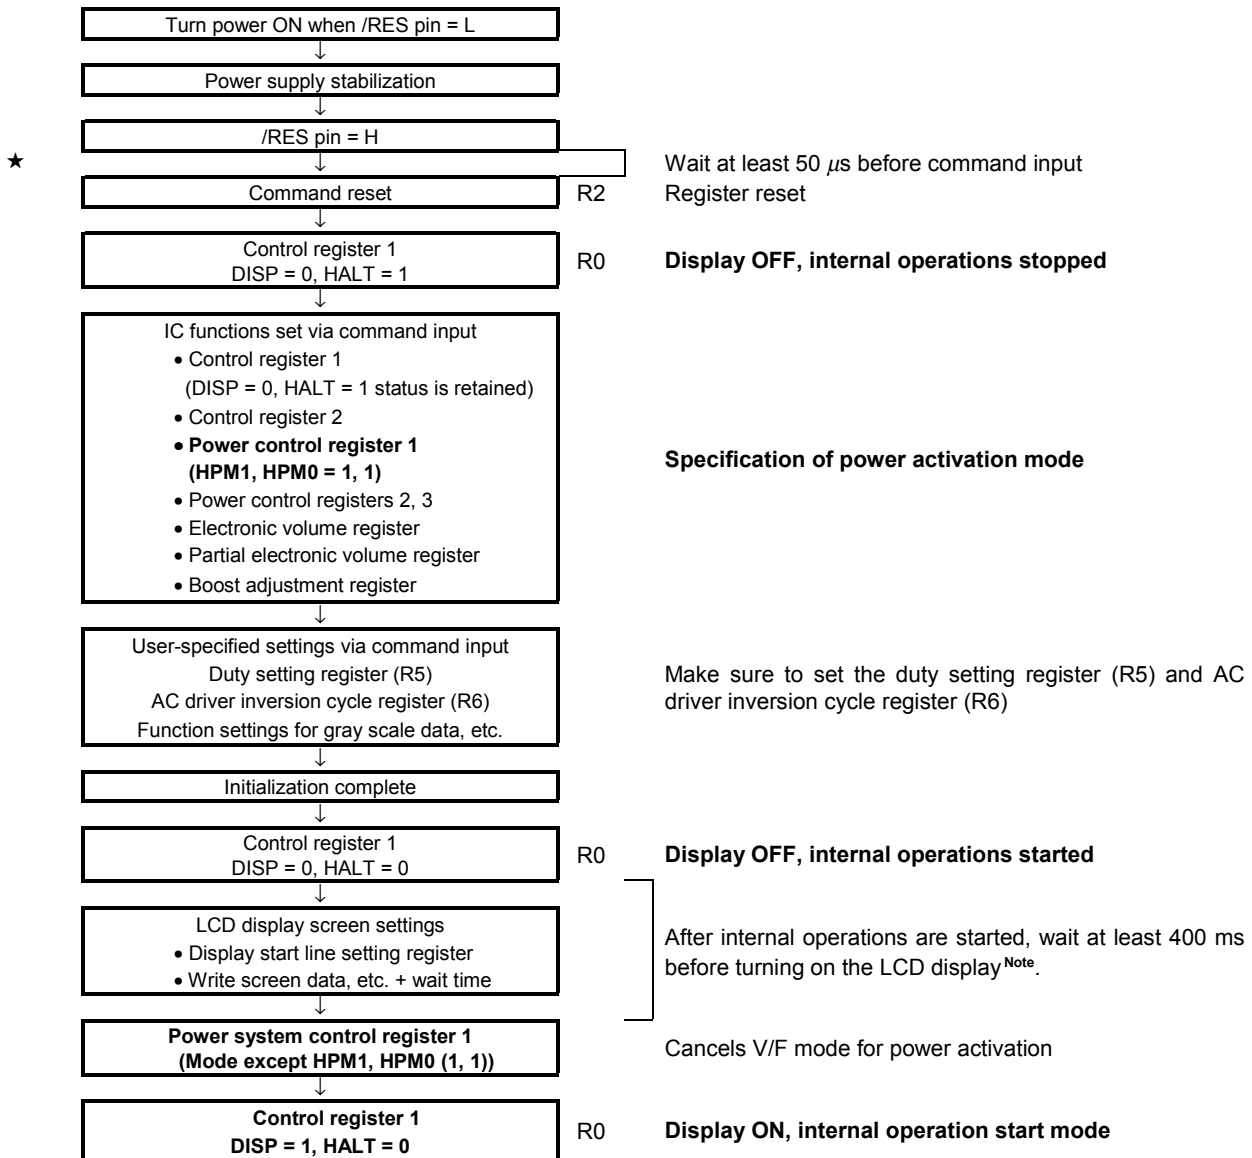 Turn power ON when /RES pin = L
↓
Power supply stabilization
↓
/RES pin = H
★ ↓ Wait at least 50 μs before command input
Command reset R2 Register reset
↓
Control register 1
DISP = 0, HALT = 1 R0 Display OFF, internal operations stopped
↓
IC functions set via command input
• Control register 1
(DISP = 0, HALT = 1 status is retained)
• Control register 2
• Power control register 1
(HPM1, HPM0 = 1, 1) Specification of power activation mode
• Power control registers 2, 3
• Electronic volume register
• Partial electronic volume register
• Boost adjustment register
↓
User-specified settings via command input
Duty setting register (R5)
AC driver inversion cycle register (R6)
Function settings for gray scale data, etc.
Make sure to set the duty setting register (R5) and AC
driver inversion cycle register (R6)
↓
Initialization complete
↓
Control register 1
DISP = 0, HALT = 0 R0 Display OFF, internal operations started
↓
LCD display screen settings
• Display start line setting register
• Write screen data, etc. + wait time
After internal operations are started, wait at least 400 ms
before turning on the LCD display Note.
↓
Power system control register 1
(Mode except HPM1, HPM0 (1, 1)) Cancels V/F mode for power activation
↓
Control register 1
DISP = 1, HALT = 0 R0 Display ON, internal operation start mode